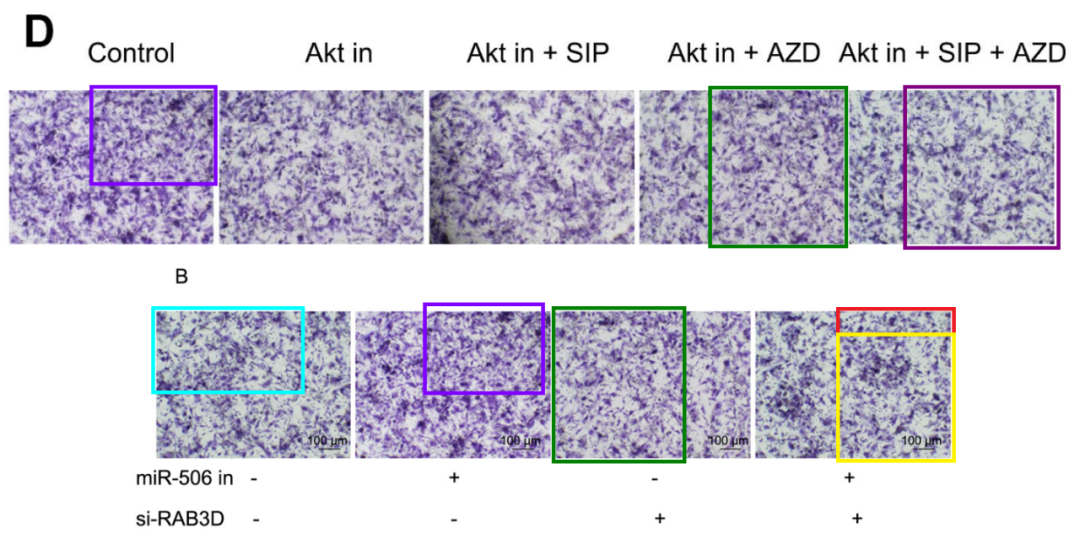 D
Control Akt in Akt in + SIP Akt in + AZD Akt in + SIP + AZD
B
100 µm 100 µm 100 µm 100 µm
miR-506 in - + - +
si-RAB3D - - + +